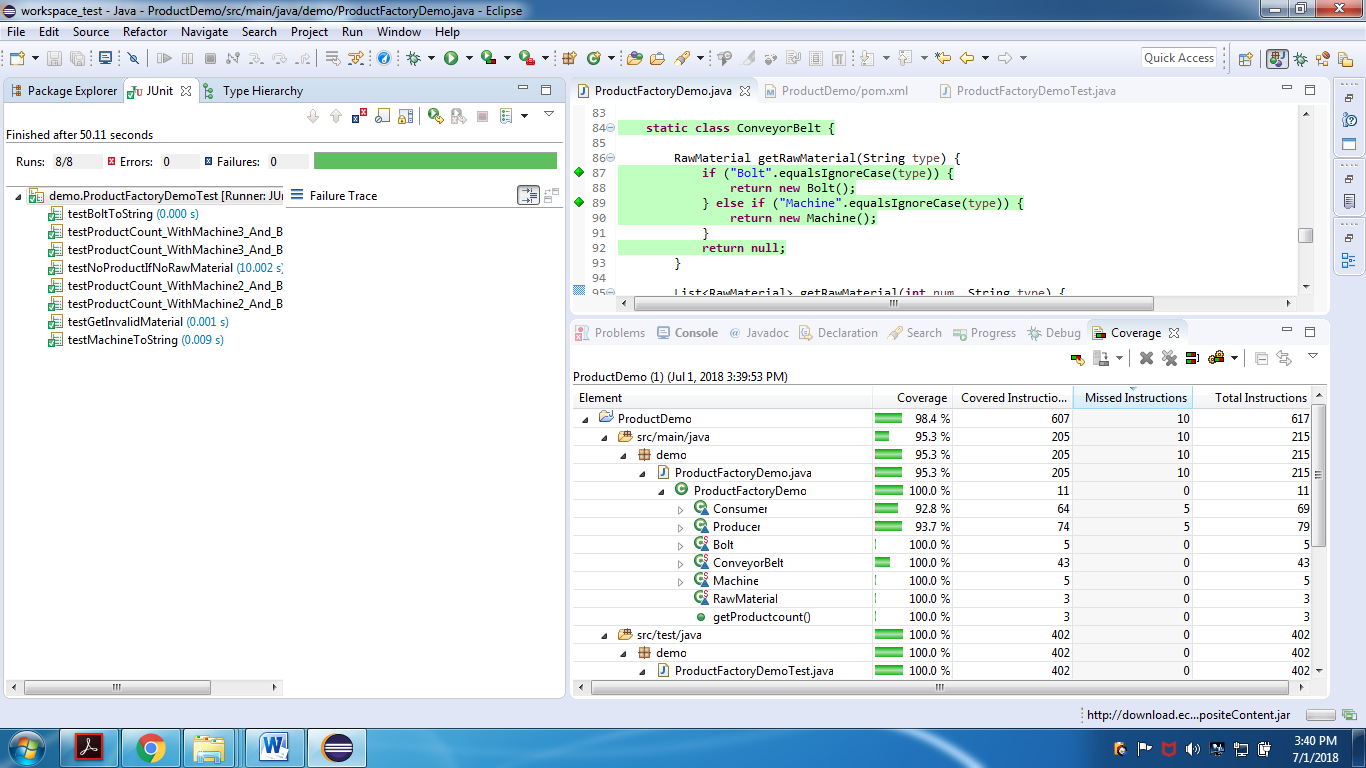 workspace_test - Java - ProductDemo/src/main/java/demo/ProductFactoryDemo.java - Eclipse
File Edit Source Refactor Navigate Search Project Run Window Help
Quick Access
Package Explorer JUnit Type Hierarchy
Finished after 50.11 seconds
Runs: 8/8 Errors: 0 Failures: 0
demo.ProductFactoryDemoTest [Runner: JU
Failure Trace
testBoltToString (0.000 s)
testProductCount_WithMachine3_And_B
testProductCount_WithMachine3_And_B
testNoProductIfNoRawMaterial (10.002 s
testProductCount_WithMachine2_And_B
testProductCount_WithMachine2_And_B
testGetInvalidMaterial (0.001 s)
testMachineToString (0.009 s)
ProductFactoryDemo.java ProductDemo/pom.xml ProductFactoryDemoTest.java
83
84 static class ConveyorBelt {
85
86 RawMaterial getRawMaterial(String type) {
87 if ("Bolt".equalsIgnoreCase(type)) {
88 return new Bolt();
89 } else if ("Machine".equalsIgnoreCase(type)) {
90 return new Machine();
91 }
92 return null;
93 }
94
95 List<RawMaterial> getRawMaterial(int num, String type) {
Problems Console Javadoc Declaration Search Progress Debug Coverage
ProductDemo (1) (Jul 1, 2018 3:39:53 PM)
Element Coverage Covered Instructio... Missed Instructions Total Instructions
ProductDemo 98.4 % 607 10 617
src/main/java 95.3 % 205 10 215
demo 95.3 % 205 10 215
ProductFactoryDemo.java 95.3 % 205 10 215
ProductFactoryDemo 100.0 % 11 0 11
Consumer 92.8 % 64 5 69
Producer 93.7 % 74 5 79
Bolt 100.0 % 5 0 5
ConveyorBelt 100.0 % 43 0 43
Machine 100.0 % 5 0 5
RawMaterial 100.0 % 3 0 3
getProductcount() 100.0 % 3 0 3
src/test/java 100.0 % 402 0 402
demo 100.0 % 402 0 402
ProductFactoryDemoTest.java 100.0 % 402 0 402
http://download.ec...positeContent.jar
3:40 PM
7/1/2018